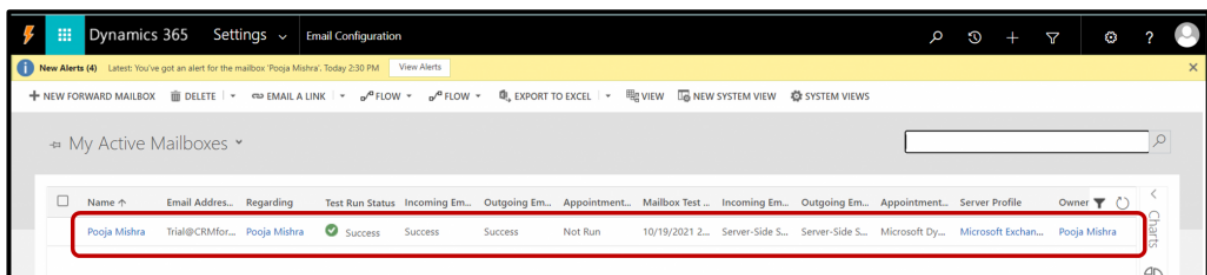 Dynamics 365 Settings Email Configuration ?
New Alerts (4) Latest: You've got an alert for the mailbox 'Pooja Mishra'. Today 2:30 PM View Alerts
NEW FORWARD MAILBOX DELETE EMAIL A LINK FLOW FLOW EXPORT TO EXCEL VIEW NEW SYSTEM VIEW SYSTEM VIEWS
My Active Mailboxes
Name ↑ Email Addres... Regarding Test Run Status Incoming Em... Outgoing Em... Appointment... Mailbox Test ... Incoming Em... Outgoing Em... Appointment... Server Profile Owner
Pooja Mishra Trial@CRMfor... Pooja Mishra Success Success Success Not Run 10/19/2021 2... Server-Side S... Server-Side S... Microsoft Dy... Microsoft Exchan... Pooja Mishra
Charts